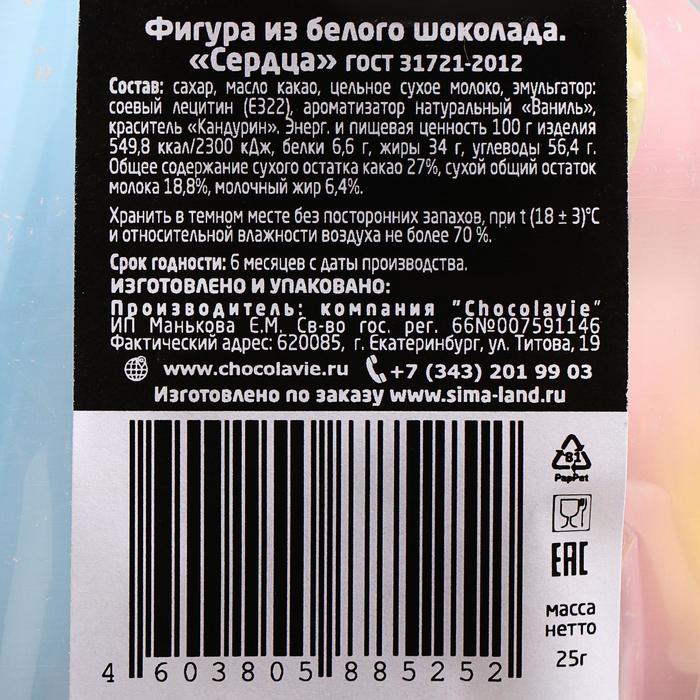 Фигура из белого шоколада.
«Сердца» ГОСТ 31721-2012
Состав: сахар, масло какао, цельное сухое молоко, эмульгатор:
соевый лецитин (Е322), ароматизатор натуральный «Ваниль»,
краситель «Кандурин». Энерг. и пищевая ценность 100 г изделия
549,8 ккал/2300 кДж, белки 6,6 г, жиры 34 г, углеводы 56,4 г.
Общее содержание сухого остатка какао 27%, сухой общий остаток
молока 18,8%, молочный жир 6,4%.
Хранить в темном месте без посторонних запахов, при t (18 ± 3)°С
и относительной влажности воздуха не более 70 %.
Срок годности: 6 месяцев с даты производства.
ИЗГОТОВЛЕНО И УПАКОВАНО:
Производитель: компания "Chocolavie"
ИП Манькова Е.М. Св-во гос. рег. 66№007591146
Фактический адрес: 620085, г. Екатеринбург, ул. Титова, 19
www.chocolavie.ru +7 (343) 201 99 03
Изготовлено по заказу www.sima-land.ru
81
PapPet
EAC
масса
нетто
25г
4 603805 885252